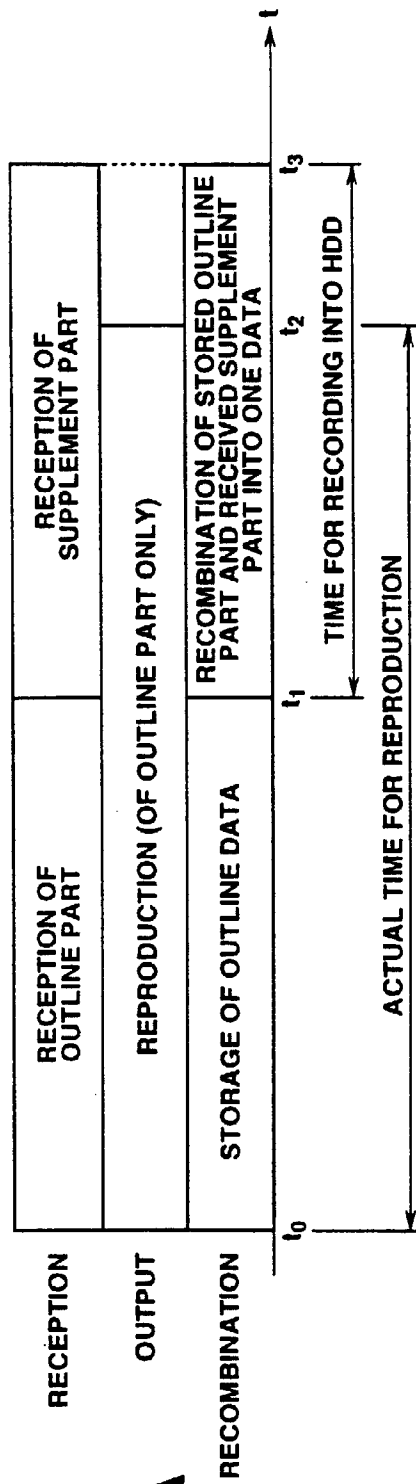 RECEPTION
RECEPTION OF
OUTLINE PART
RECEPTION OF
SUPPLEMENT PART
OUTPUT
REPRODUCTION (OF OUTLINE PART ONLY)
RECOMBINATION
STORAGE OF OUTLINE DATA
RECOMBINATION OF STORED OUTLINE
PART AND RECEIVED SUPPLEMENT
PART INTO ONE DATA
t0
t1
t2
t3
t
TIME FOR RECORDING INTO HDD
ACTUAL TIME FOR REPRODUCTION